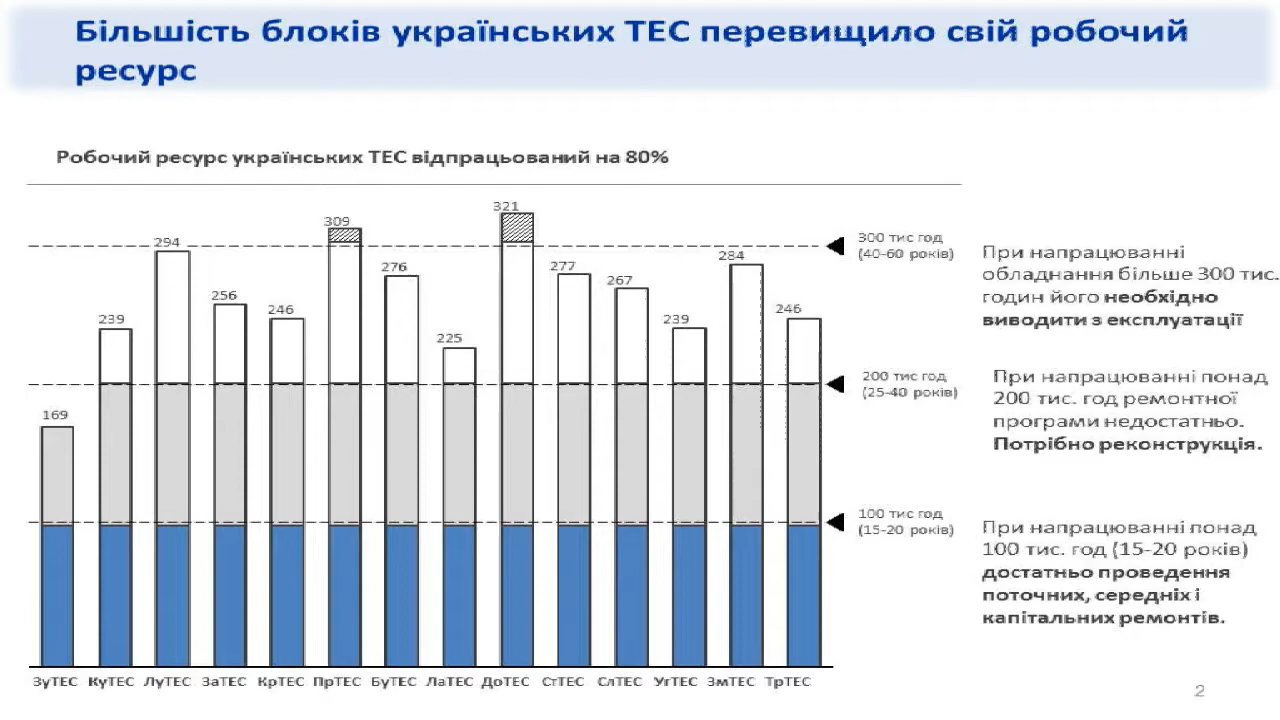 Більшість блоків українських ТЕС перевищило свій робочий
ресурс
Робочий ресурс українських ТЕС відпрацьований на 80%
321
309
294
300 тис год
(40-60 років)
284
276
277
267
256
246
246
239
239
225
При напрацюванні
обладнання більше 300 тис.
годин його необхідно
виводити з експлуатації
200 тис год
(25-40 років)
При напрацюванні понад
200 тис. год ремонтної
програми недостатньо.
Потрібно реконструкція.
169
100 тис год
(15-20 років)
При напрацюванні понад
100 тис. год (15-20 років)
достатньо проведення
поточних, середніх і
капітальних ремонтів.
ЗуТЕС КуТЕС ЛуТЕС ЗаТЕС КрТЕС ПрТЕС БуТЕС ЛаТЕС ДоТЕС СтТЕС СлТЕС УгТЕС ЗмТЕС ТрТЕС
2